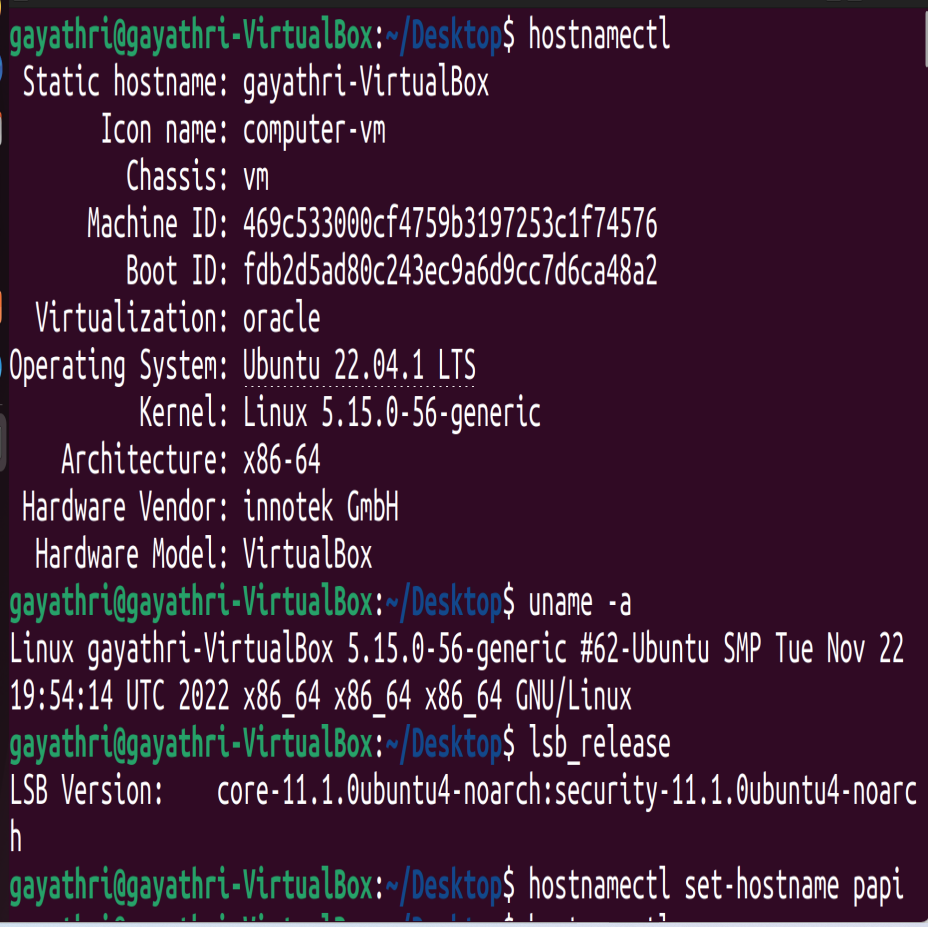 gayathri@gayathri-VirtualBox:~/Desktop$ hostnamectl
Static hostname: gayathri-VirtualBox
Icon name: computer-vm
Chassis: vm
Machine ID: 469c533000cf4759b3197253c1f74576
Boot ID: fdb2d5ad80c243ec9a6d9cc7d6ca48a2
Virtualization: oracle
Operating System: Ubuntu 22.04.1 LTS
Kernel: Linux 5.15.0-56-generic
Architecture: x86-64
Hardware Vendor: innotek GmbH
Hardware Model: VirtualBox
gayathri@gayathri-VirtualBox:~/Desktop$ uname -a
Linux gayathri-VirtualBox 5.15.0-56-generic #62-Ubuntu SMP Tue Nov 22
19:54:14 UTC 2022 x86_64 x86_64 x86_64 GNU/Linux
gayathri@gayathri-VirtualBox:~/Desktop$ lsb_release
LSB Version:    core-11.1.0ubuntu4-noarch:security-11.1.0ubuntu4-noarc
h
gayathri@gayathri-VirtualBox:~/Desktop$ hostnamectl set-hostname papi